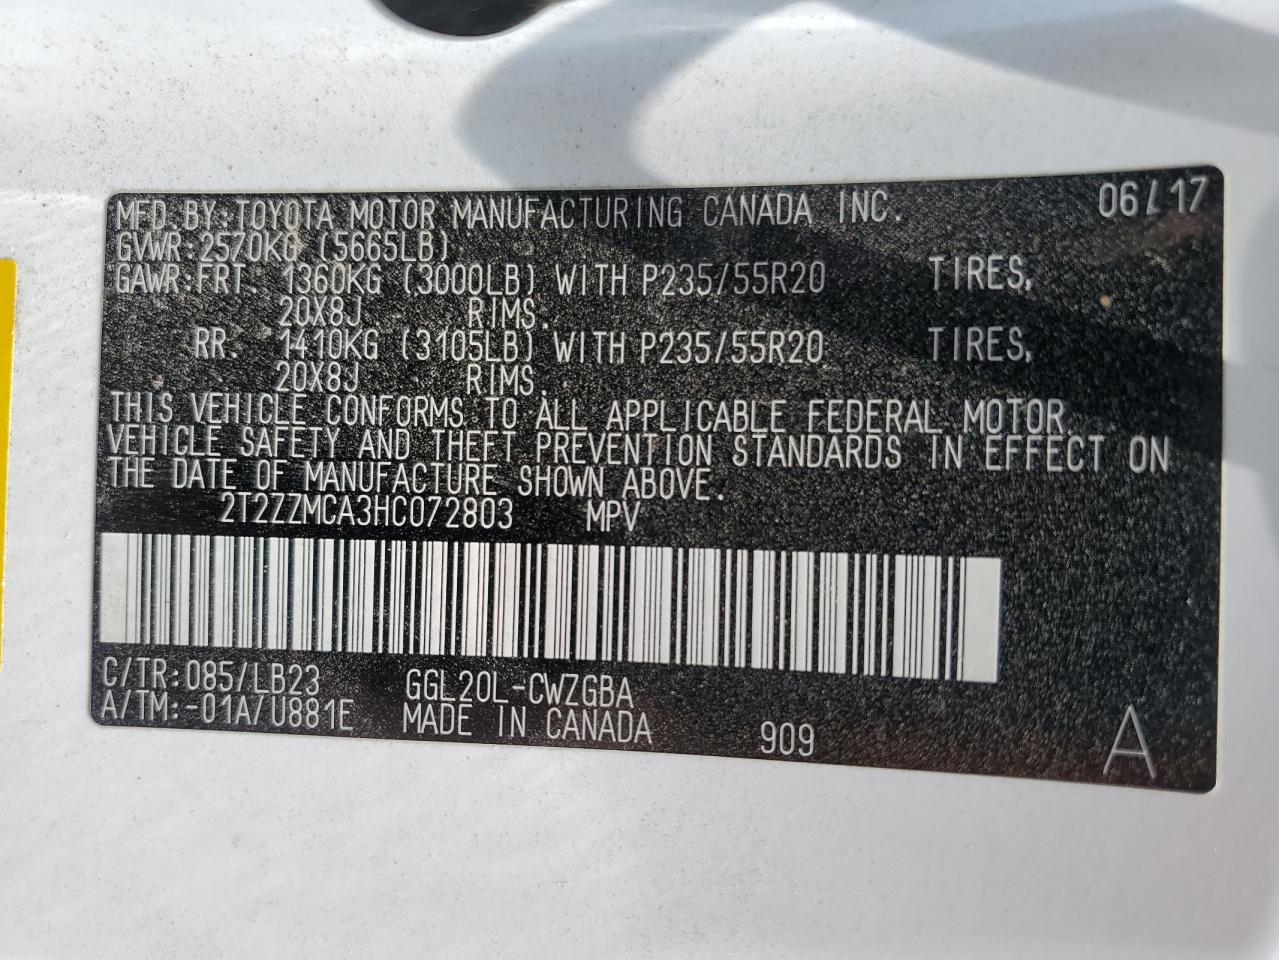 MFD.BY:TOYOTA MOTOR MANUFACTURING CANADA INC. 06/17
GVWR:2570KG (5665LB)
GAWR:FRT. 1360KG (3000LB) WITH P235/55R20 TIRES,
20X8J RIMS.
RR. 1410KG (3105LB) WITH P235/55R20 TIRES,
20X8J RIMS.
THIS VEHICLE CONFORMS TO ALL APPLICABLE FEDERAL MOTOR
VEHICLE SAFETY AND THEFT PREVENTION STANDARDS IN EFFECT ON
THE DATE OF MANUFACTURE SHOWN ABOVE.
2T2ZZMCA3HC072803 MPV
C/TR:085/LB23 GGL20L-CWZGBA
A/TM:-01A/U881E MADE IN CANADA 909 A